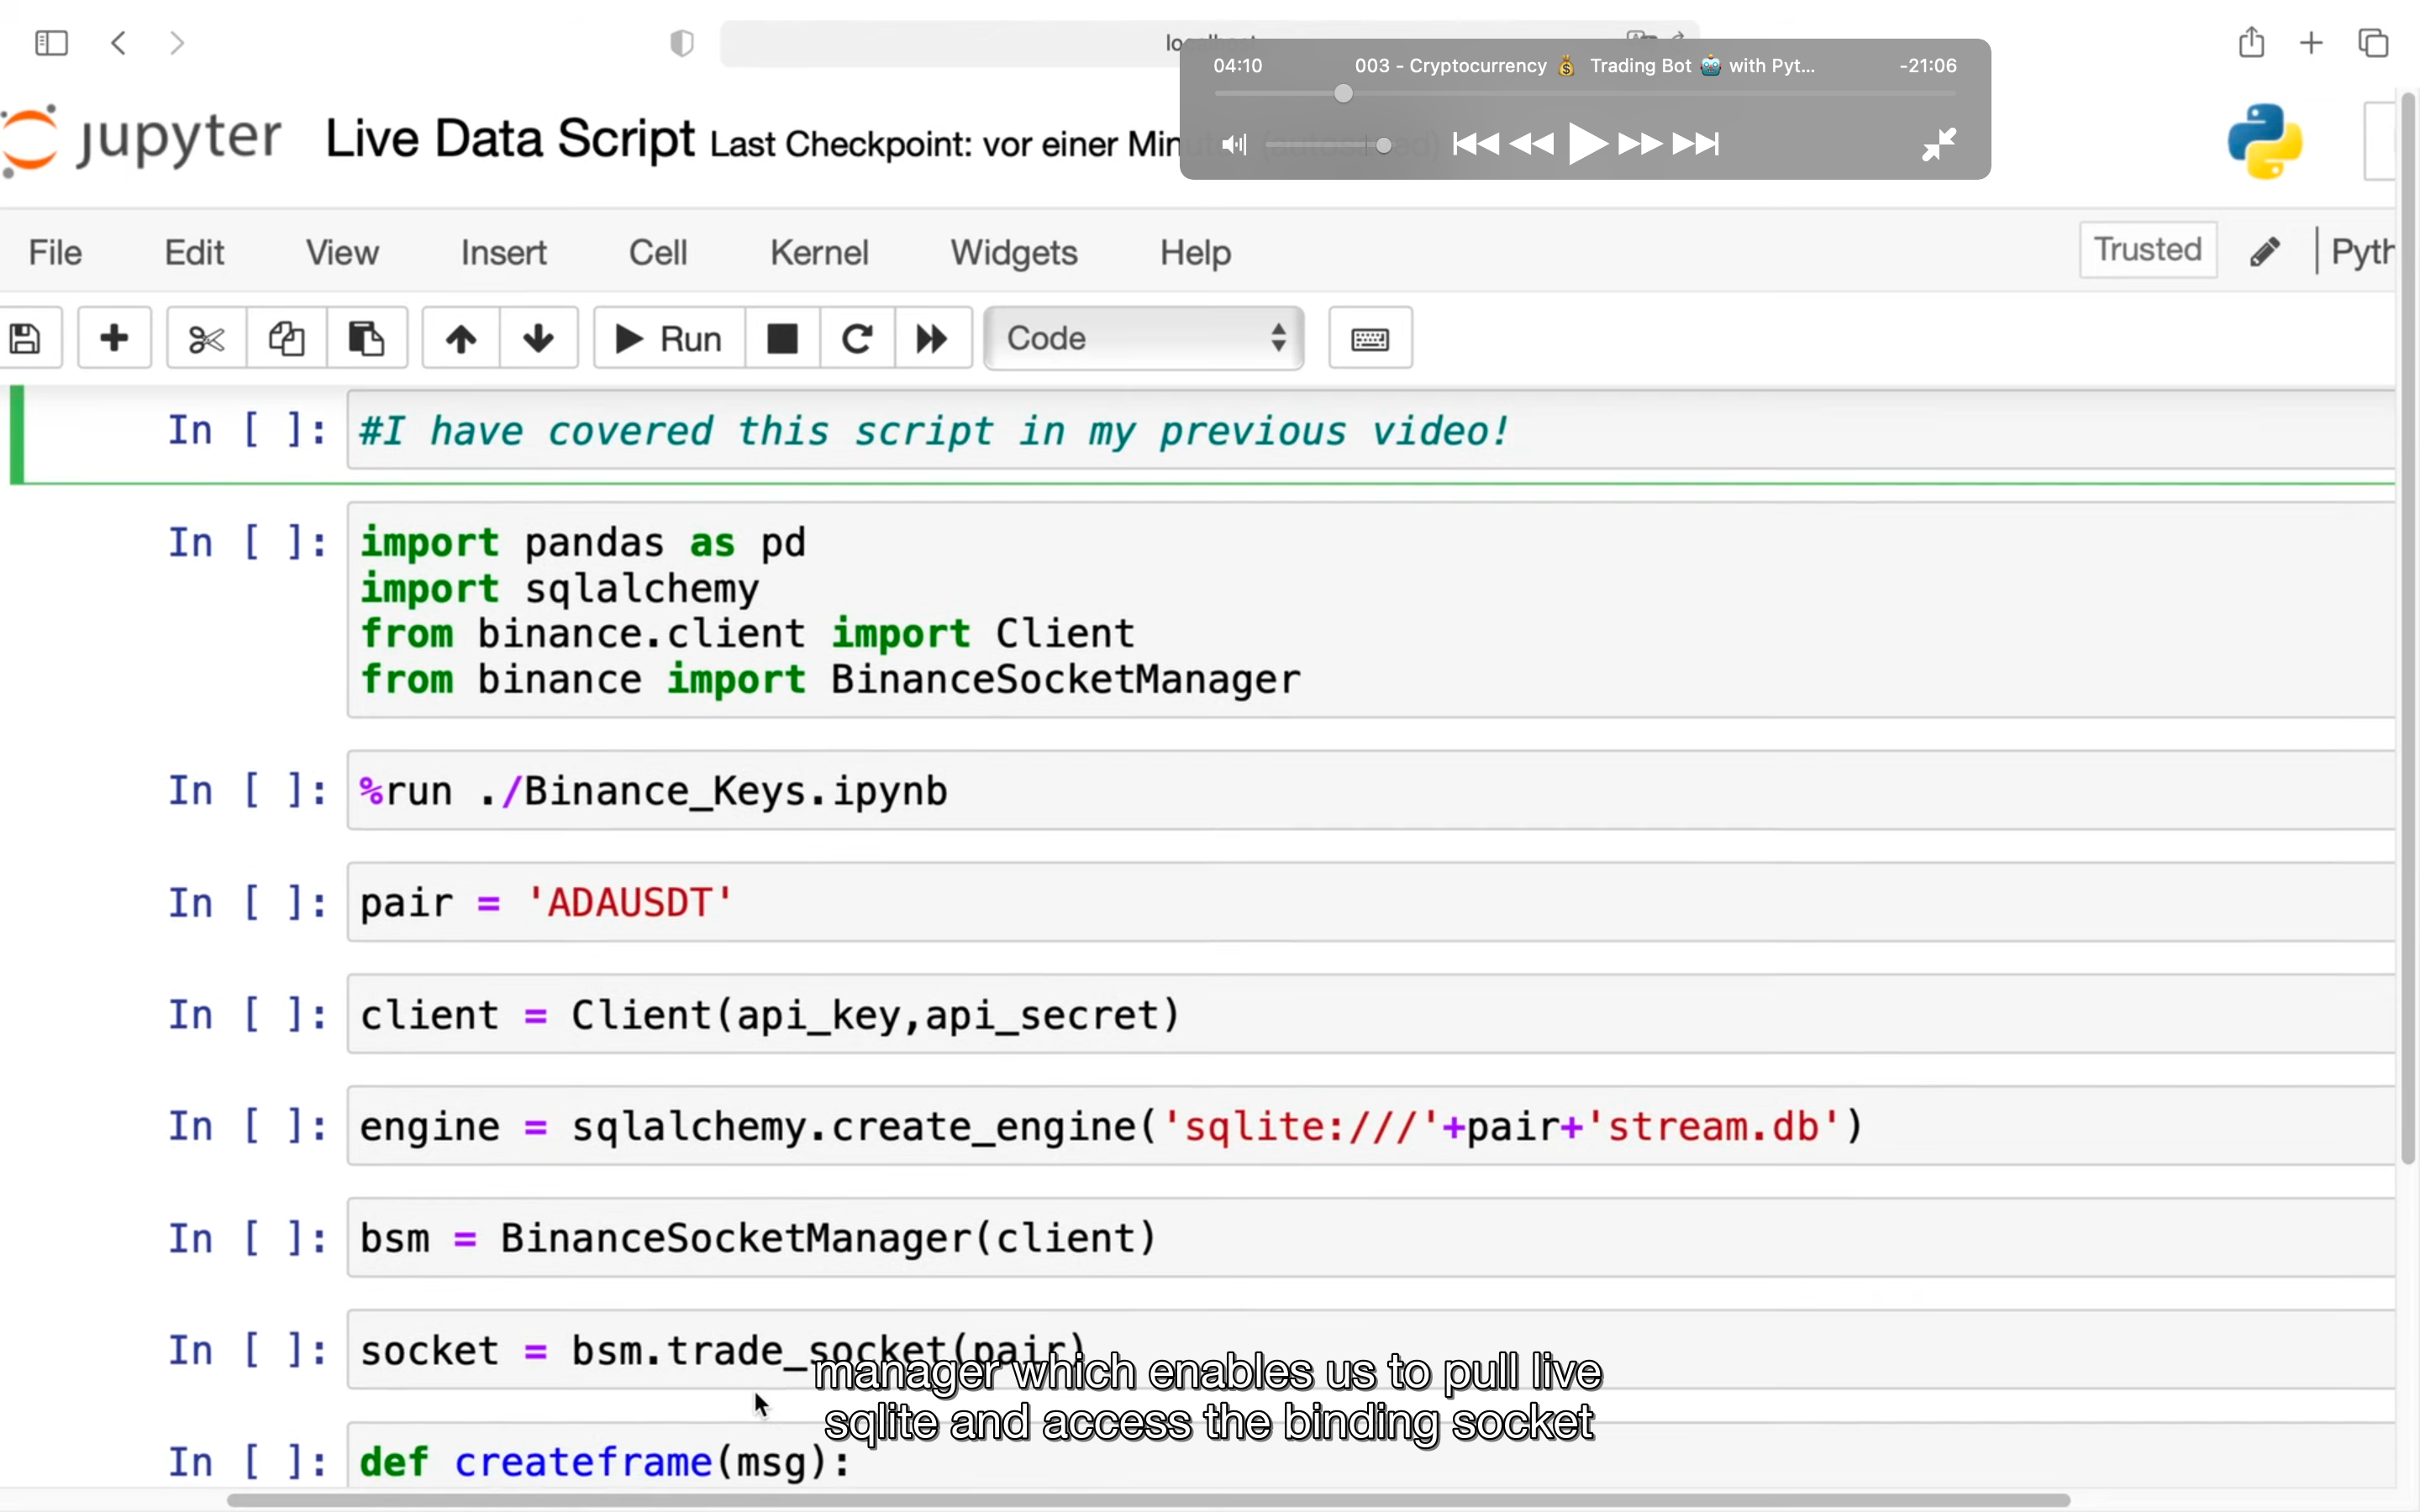 04:10 003 - Cryptocurrency 💰 Trading Bot 🤖 with Pyt... -21:06
jupyter Live Data Script Last Checkpoint: vor einer Min
File Edit View Insert Cell Kernel Widgets Help Trusted Pyth
Run Code
In [ ]: #I have covered this script in my previous video!
In [ ]: import pandas as pd
import sqlalchemy
from binance.client import Client
from binance import BinanceSocketManager
In [ ]: %run ./Binance_Keys.ipynb
In [ ]: pair = 'ADAUSDT'
In [ ]: client = Client(api_key,api_secret)
In [ ]: engine = sqlalchemy.create_engine('sqlite:///'+pair+'stream.db')
In [ ]: bsm = BinanceSocketManager(client)
In [ ]: socket = bsm.trade_socket(pair)
manager which enables us to pull live
sqlite and access the binding socket
In [ ]: def createframe(msg):